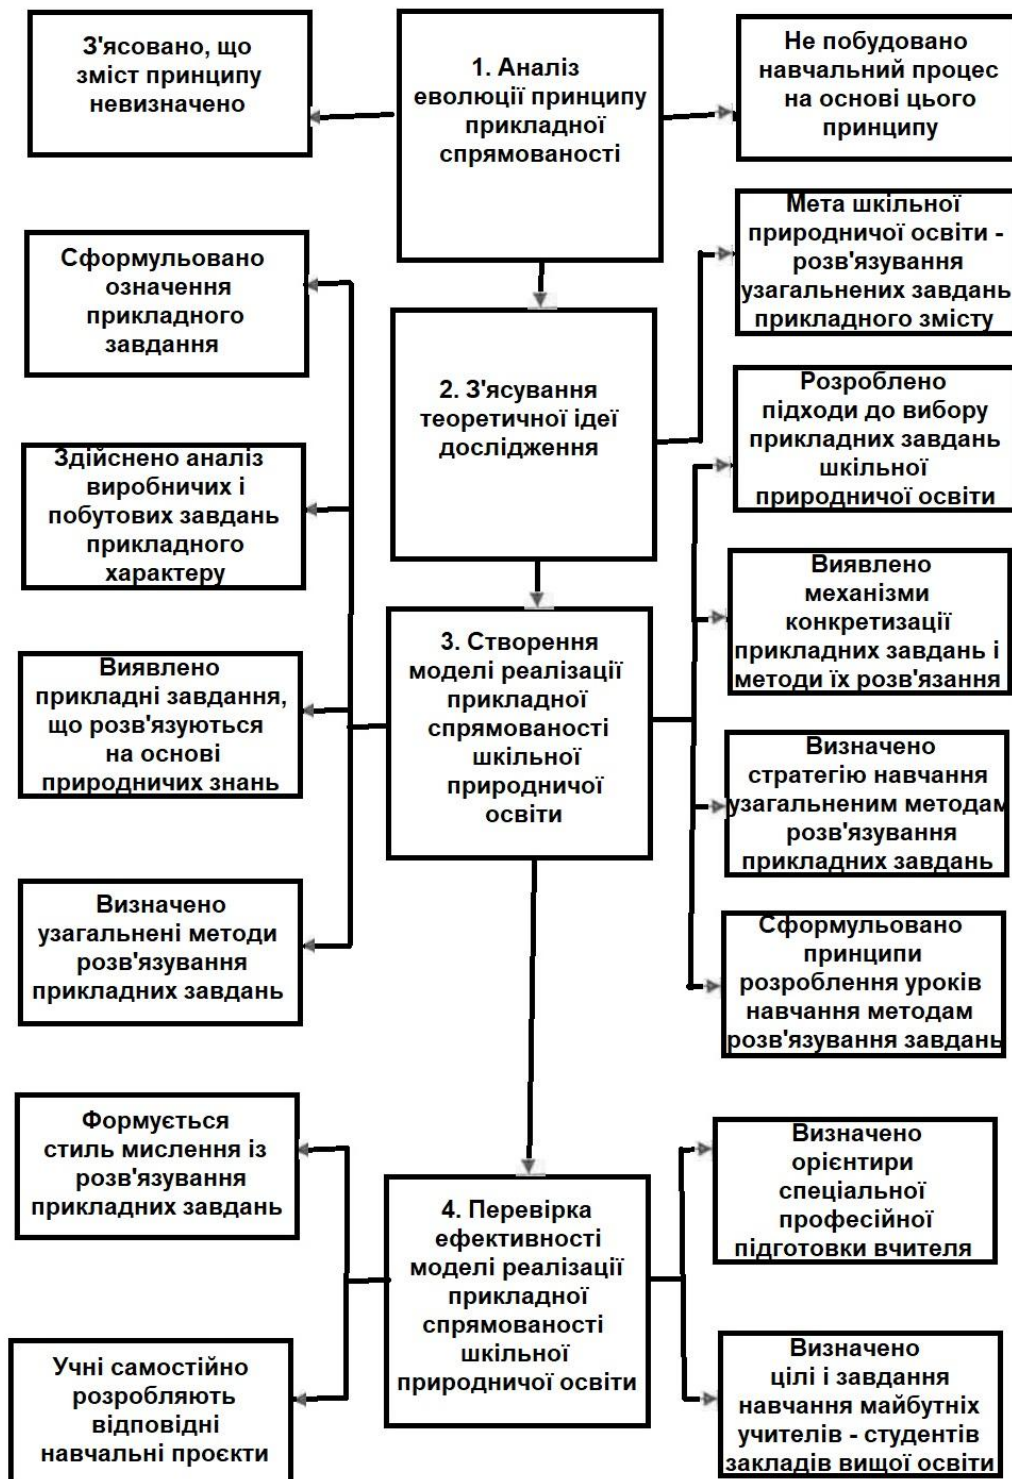 З'ясовано, що
зміст принципу
невизначено
1. Аналіз
еволюції принципу
прикладної
спрямованості
Не побудовано
навчальний процес
на основі цього
принципу
Мета шкільної
природничої освіти -
розв'язування
узагальнених завдань
прикладного змісту
Сформульовано
означення
прикладного
завдання
2. З'ясування
теоретичної ідеї
дослідження
Розроблено
підходи до вибору
прикладних завдань
шкільної
природничої освіти
Здійснено аналіз
виробничих і
побутових завдань
прикладного
характеру
Виявлено
механізми
конкретизації
прикладних завдань і
методи їх розв'язання
3. Створення
моделі реалізації
прикладної
спрямованості
шкільної
природничої
освіти
Виявлено
прикладні завдання,
що розв'язуються
на основі
природничих знань
Визначено
стратегію навчання
узагальненим методам
розв'язування
прикладних завдань
Визначено
узагальнені методи
розв'язування
прикладних завдань
Сформульовано
принципи
розроблення уроків
навчання методам
розв'язування завдань
Формується
стиль мислення із
розв'язування
прикладних завдань
4. Перевірка
ефективності
моделі реалізації
прикладної
спрямованості
шкільної
природничої освіти
Визначено
орієнтири
спеціальної
професійної
підготовки вчителя
Учні самостійно
розробляють
відповідні
навчальні проєкти
Визначено
цілі і завдання
навчання майбутніх
учителів - студентів
закладів вищої освіти